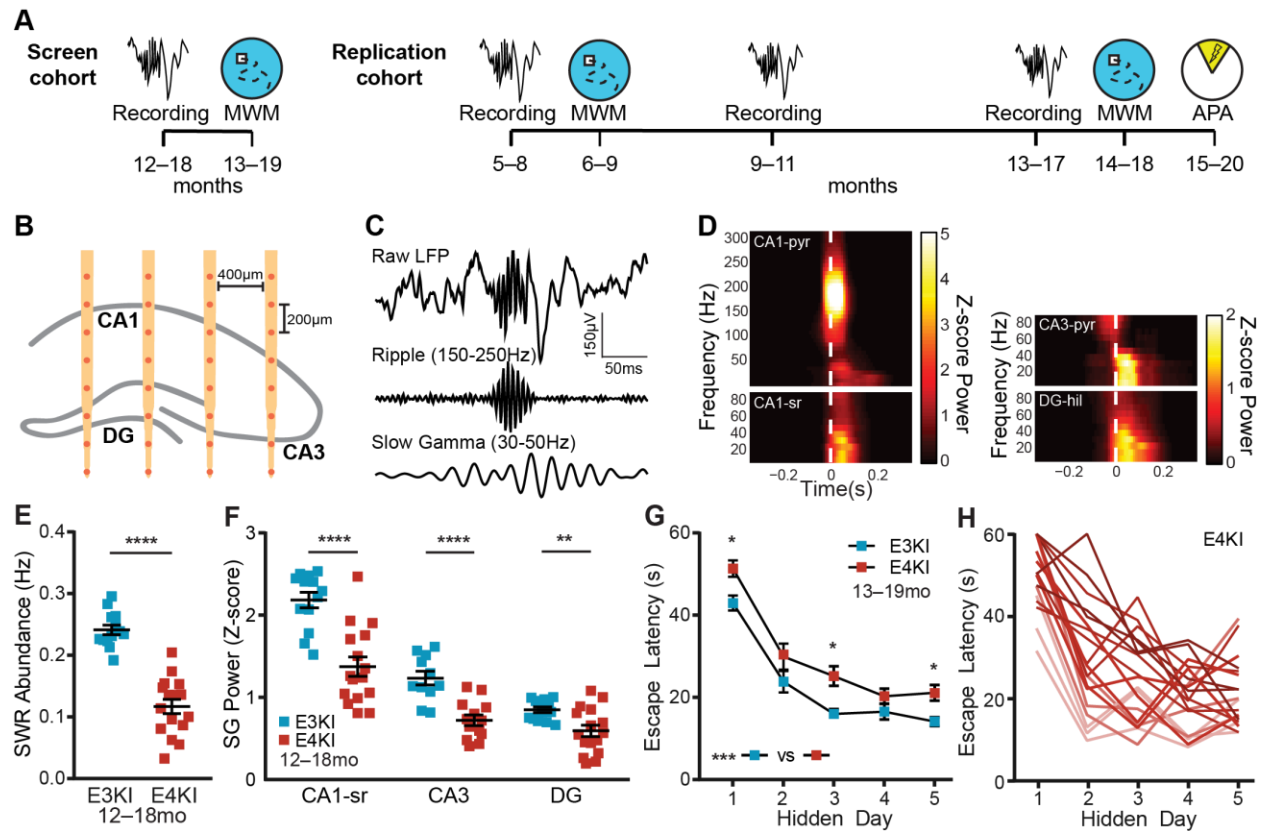 A
Screen
cohort
Recording
MWM
12–18
13–19
months
Replication
cohort
Recording
MWM
Recording
Recording
MWM
APA
5–8
6–9
9–11
months
13–17
14–18
15–20
B
400µm
200µm
CA1
DG
CA3
C
Raw LFP
150µV
50ms
Ripple (150-250Hz)
Slow Gamma (30-50Hz)
D
CA1-pyr
300
250
200
150
100
50
CA1-sr
80
60
40
20
Frequency (Hz)
−0.2
0
0.2
Time(s)
5
4
3
2
1
0
Z-score Power
CA3-pyr
80
60
40
20
DG-hil
80
60
40
20
Frequency (Hz)
−0.2
0
0.2
2
1
0
Z-score Power
E
SWR Abundance (Hz)
0.4
0.3
0.2
0.1
0.0
****
E3KI
E4KI
12–18mo
F
SG Power (Z-score)
3
2
1
0
****
****
**
E3KI
E4KI
12–18mo
CA1-sr
CA3
DG
G
Escape Latency (s)
60
40
20
0
*
*
*
E3KI
E4KI
13–19mo
***
vs
1
2
3
4
5
Hidden Day
H
E4KI
Escape Latency (s)
60
40
20
0
1
2
3
4
5
Hidden Day